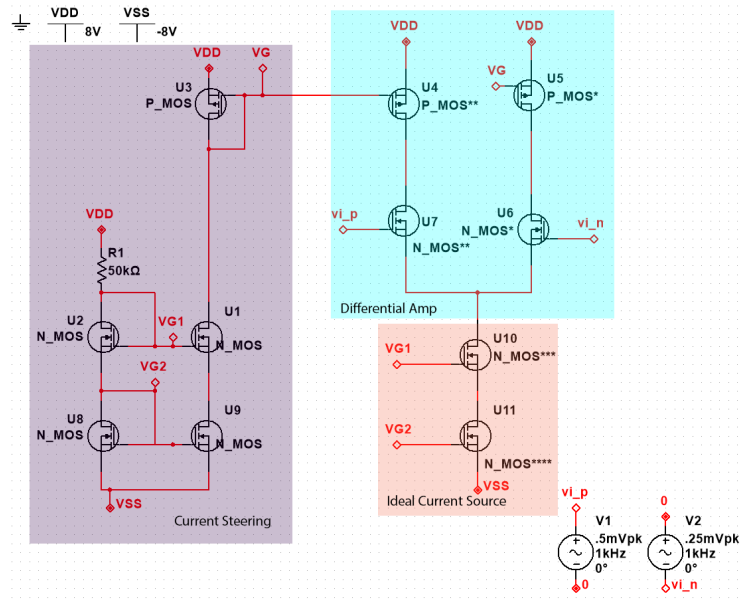 VDD
8V
VSS
-8V
VDD
VG
U3
P_MOS
VDD
R1
50kΩ
U2
N_MOS
VG1
U1
N_MOS
VG2
U8
N_MOS
U9
N_MOS
VSS
Current Steering
VDD
VDD
U4
P_MOS**
VG
U5
P_MOS*
vi_p
U7
N_MOS**
U6
N_MOS*
vi_n
Differential Amp
VG1
U10
N_MOS***
VG2
U11
N_MOS****
VSS
Ideal Current Source
vi_p
V1
.5mVpk
1kHz
0°
0
0
V2
.25mVpk
1kHz
0°
vi_n